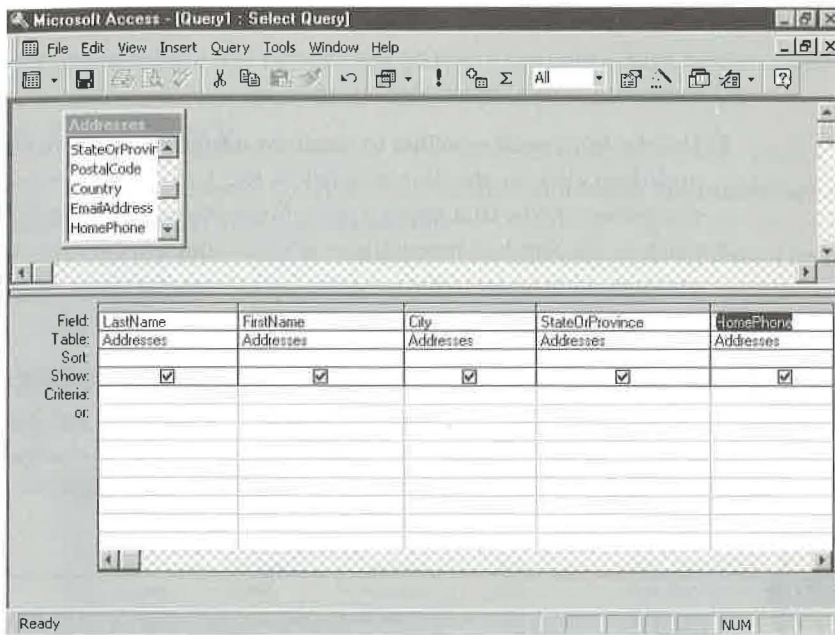 Microsoft Access - [Query1 : Select Query]
File Edit View Insert Query Tools Window Help
All
Addresses
StateOrProvir
PostalCode
Country
EmailAddress
HomePhone
Field: LastName FirstName City StateOrProvince HomePhone
Table: Addresses Addresses Addresses Addresses Addresses
Sort:
Show:
Criteria:
or:
Ready NUM